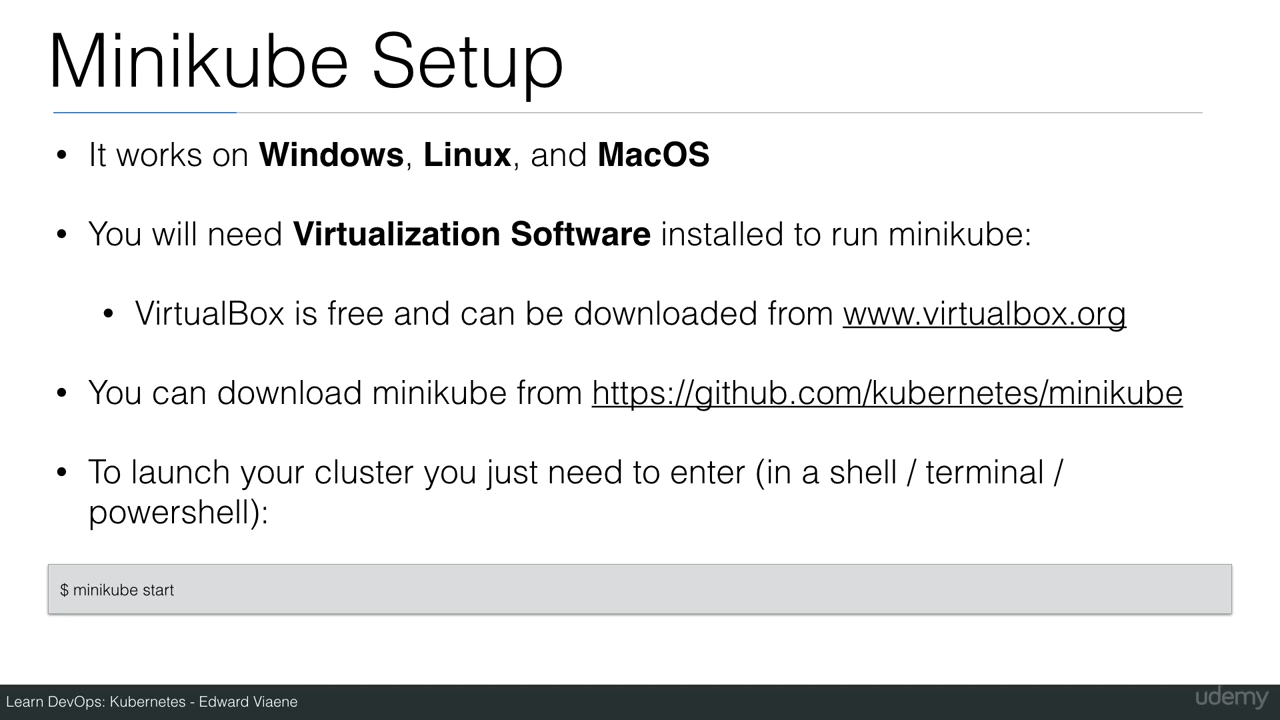 Minikube Setup
• It works on Windows, Linux, and MacOS
• You will need Virtualization Software installed to run minikube:
• VirtualBox is free and can be downloaded from www.virtualbox.org
• You can download minikube from https://github.com/kubernetes/minikube
• To launch your cluster you just need to enter (in a shell / terminal /
powershell):
$ minikube start
Learn DevOps: Kubernetes - Edward Viaene
udemy